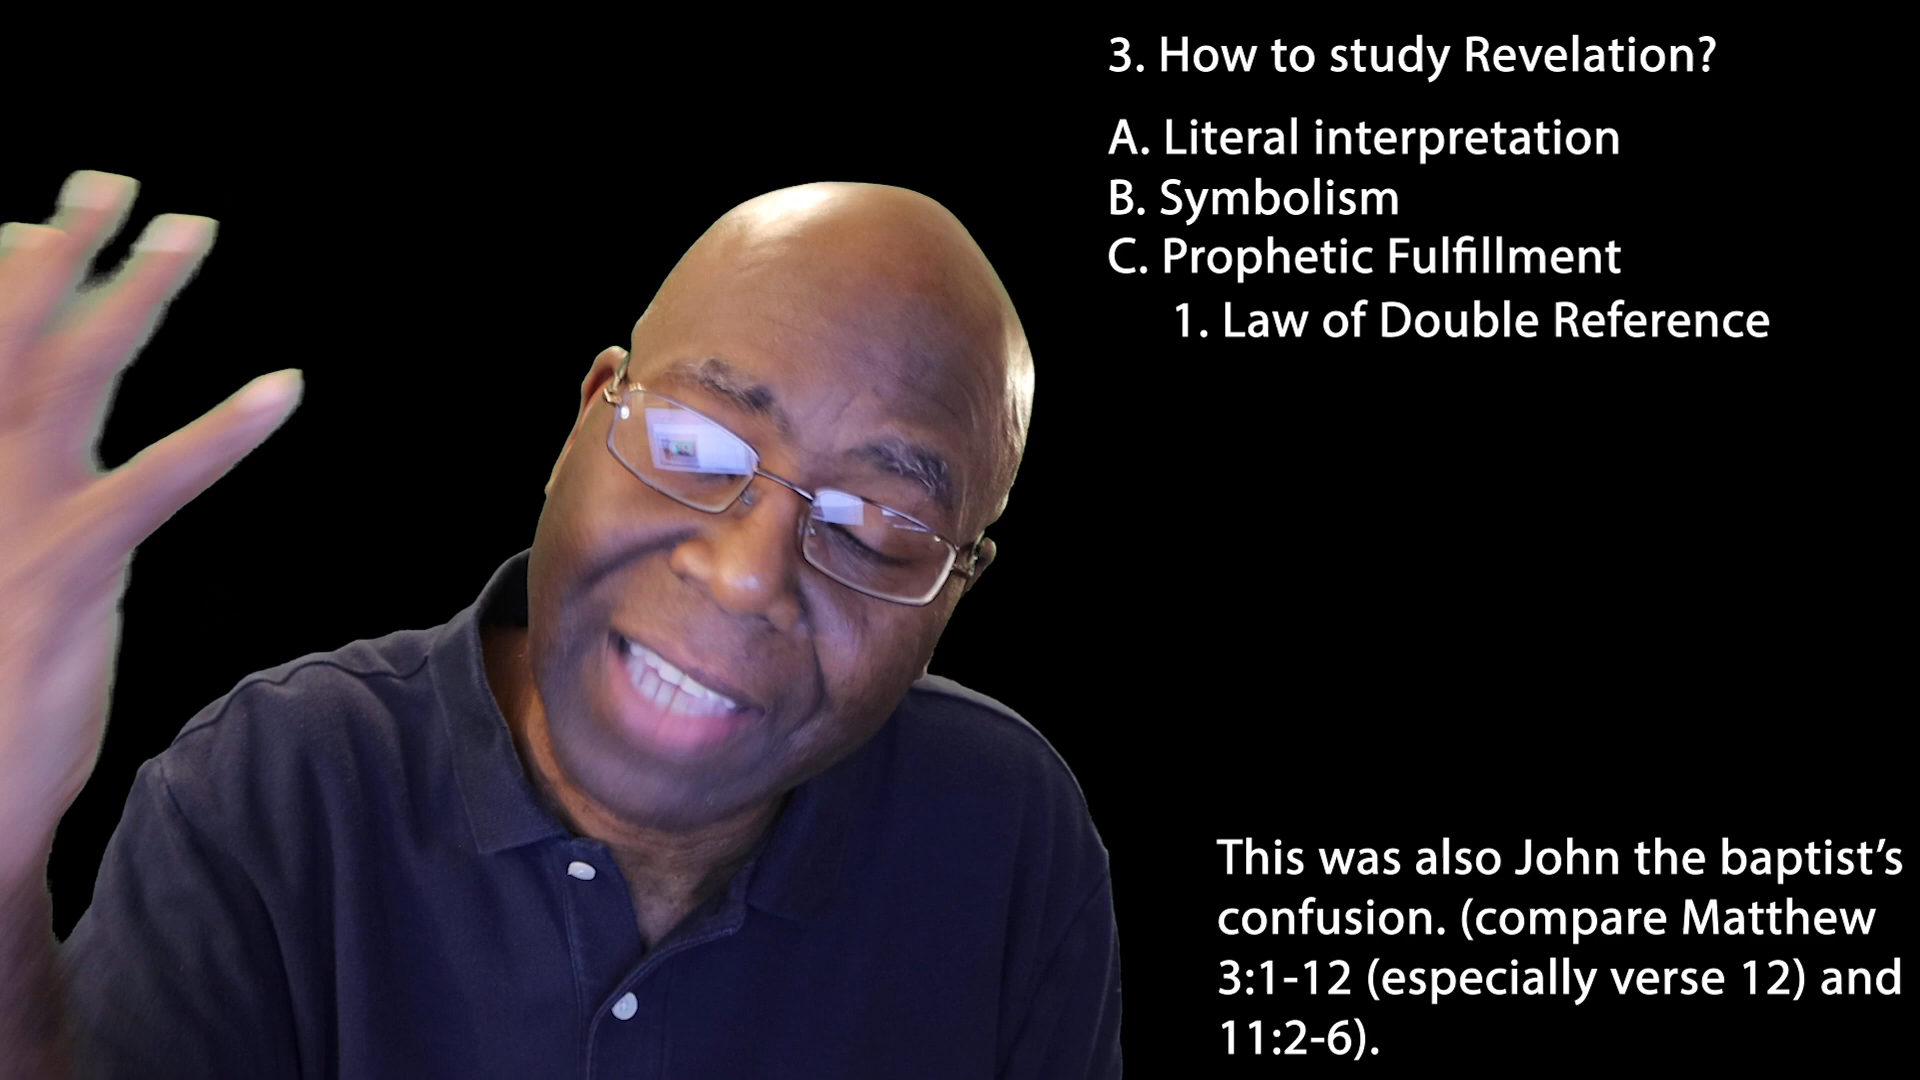 3. How to study Revelation?
A. Literal interpretation
B. Symbolism
C. Prophetic Fulfillment
1. Law of Double Reference
This was also John the baptist’s
confusion. (compare Matthew
3:1-12 (especially verse 12) and
11:2-6).